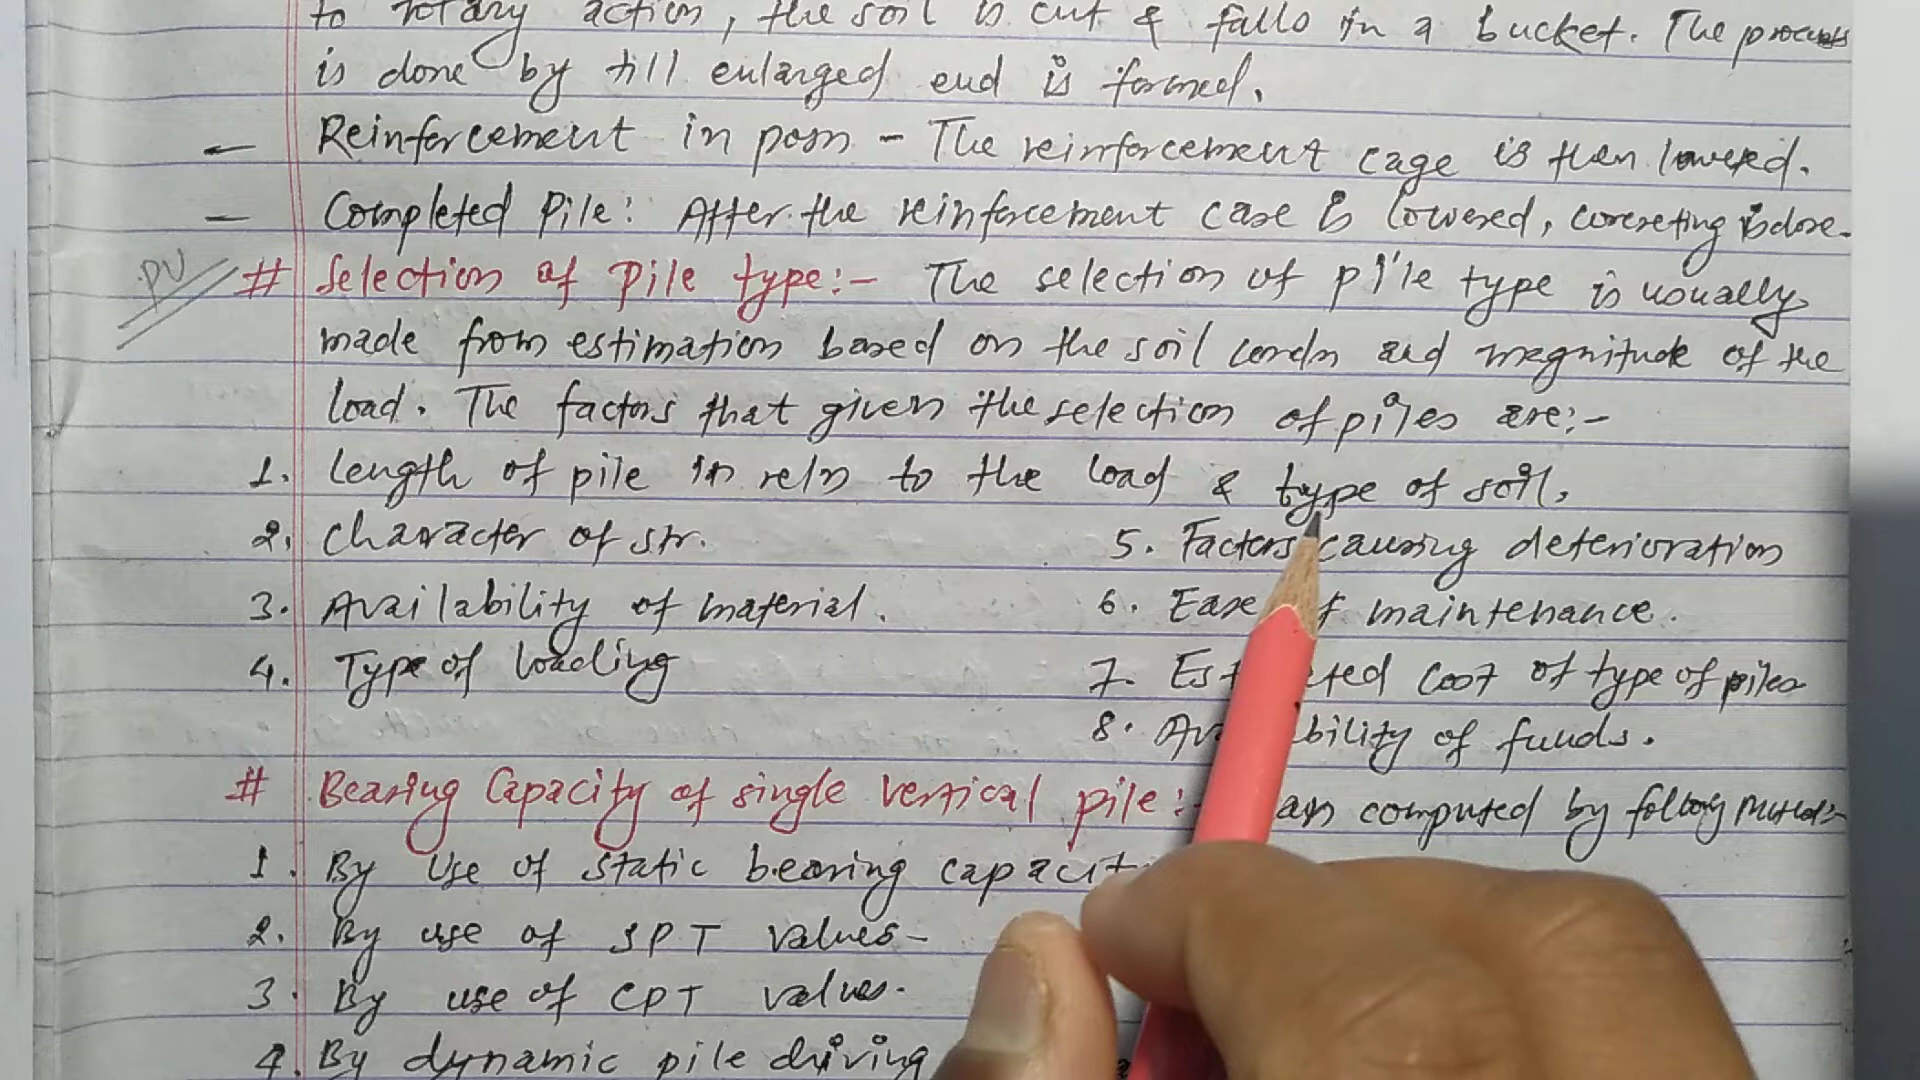 to rotary action, the soil is cut & falls in a bucket. The process
is done by till enlarged end is formed.
- Reinforcement in posn - The reinforcement cage is then lowered.
- Completed Pile: After the reinforcement case is lowered, concreting is done.
PU # Selection of Pile type:- The selection of pile type is usually
made from estimation based on the soil condn and magnitude of the
load. The factors that given the selection of piles are:-
1. Length of pile in reln to the load & type of soil.
2. Character of str. 5. Factors causing deterioration
3. Availability of material. 6. Ease of maintenance.
4. Type of loading 7. cost of type of piles
8. of funds.
# Bearing Capacity of single vertical pile:- computed by
1. By Use of static bearing
2. By use of SPT values-
3. By use of CPT values.
4. By dynamic pile driving